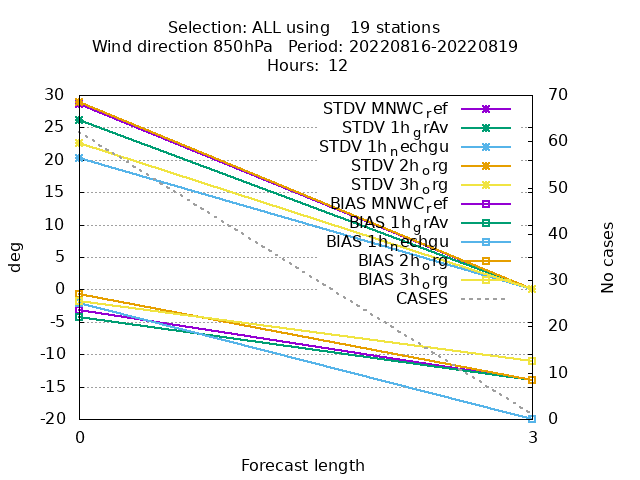 Selection: ALL using 19 stations
Wind direction 850hPa Period: 20220816-20220819
Hours: 12
30
25
20
15
10
5
0
-5
-10
-15
-20
deg
70
60
50
40
30
20
10
0
No cases
STDV MNWC_ref
STDV 1h_grAv
STDV 1h_nechgu
STDV 2h_org
STDV 3h_org
BIAS MNWC_ref
BIAS 1h_grAv
BIAS 1h_nechgu
BIAS 2h_org
BIAS 3h_org
CASES
0
3
Forecast length